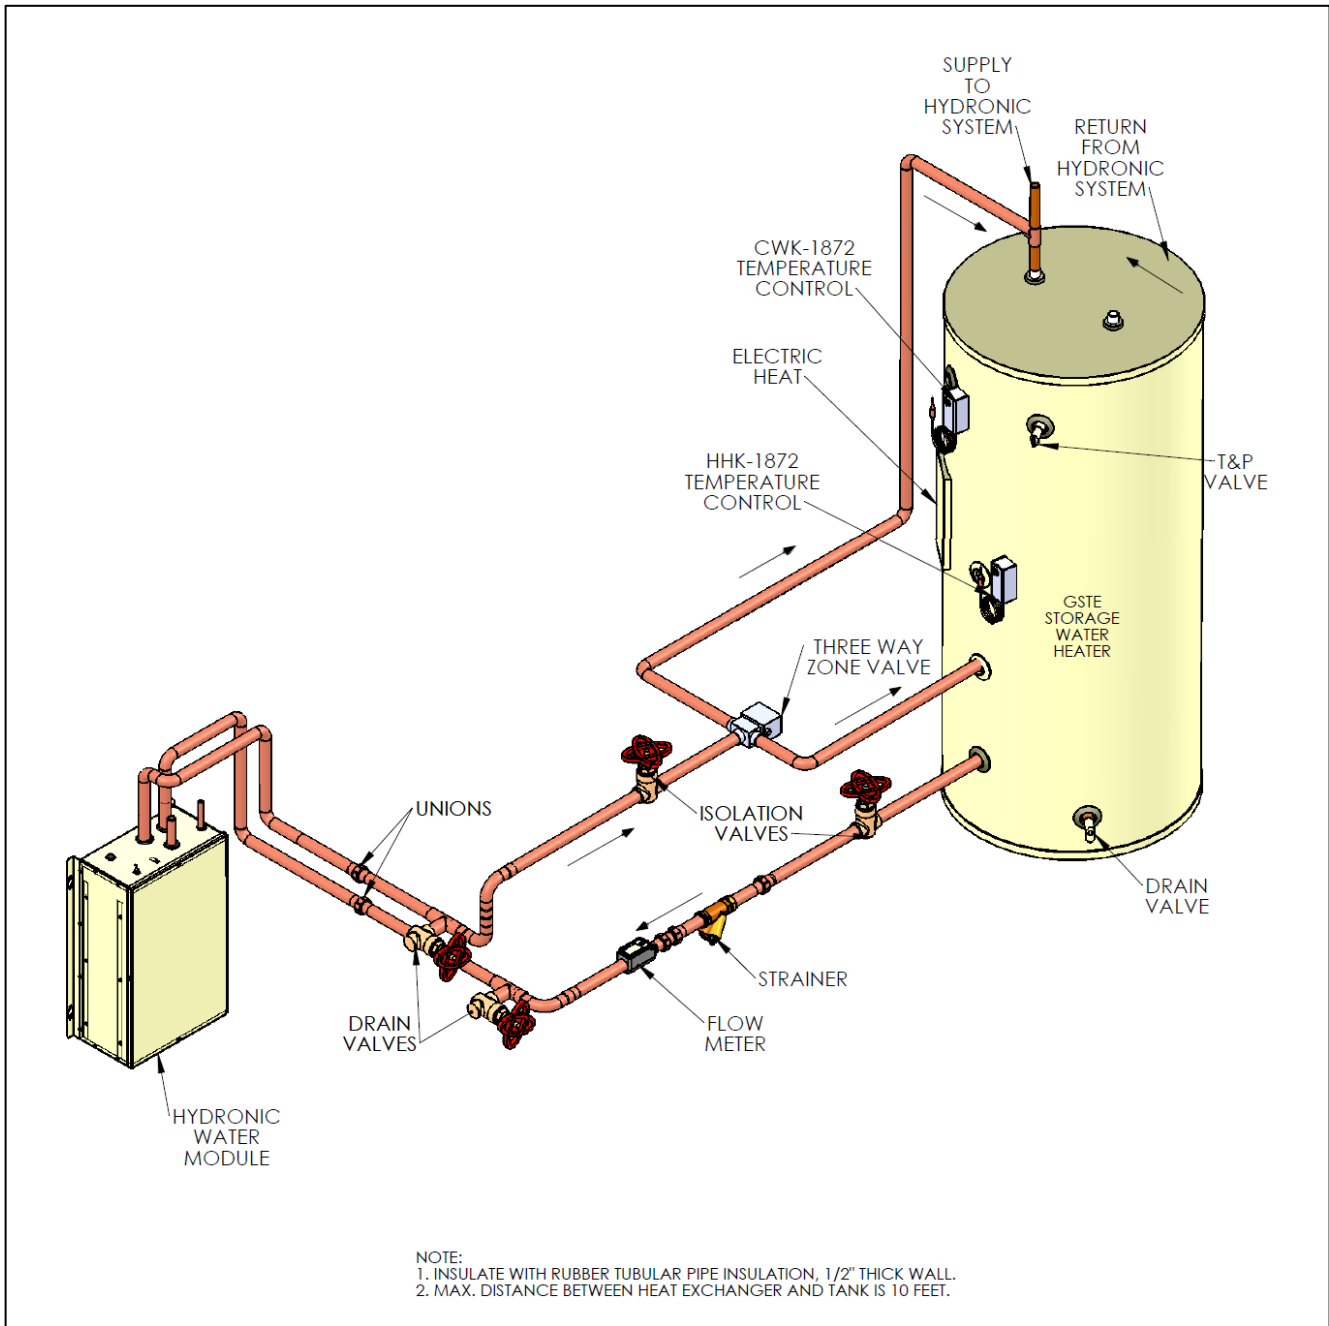 SUPPLY
TO
HYDRONIC
SYSTEM
RETURN
FROM
HYDRONIC
SYSTEM
CWK-1872
TEMPERATURE
CONTROL
ELECTRIC
HEAT
HHK-1872
TEMPERATURE
CONTROL
T&P
VALVE
GSTE
STORAGE
WATER
HEATER
THREE WAY
ZONE VALVE
UNIONS
ISOLATION
VALVES
DRAIN
VALVE
STRAINER
FLOW
METER
DRAIN
VALVES
HYDRONIC
WATER
MODULE
NOTE:
1. INSULATE WITH RUBBER TUBULAR PIPE INSULATION, 1/2" THICK WALL.
2. MAX. DISTANCE BETWEEN HEAT EXCHANGER AND TANK IS 10 FEET.